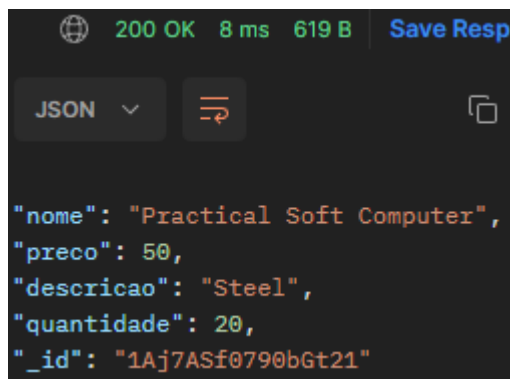 200 OK 8 ms 619 B Save Resp
JSON
"nome": "Practical Soft Computer",
"preco": 50,
"descricao": "Steel",
"quantidade": 20,
"_id": "1Aj7ASf0790bGt21"